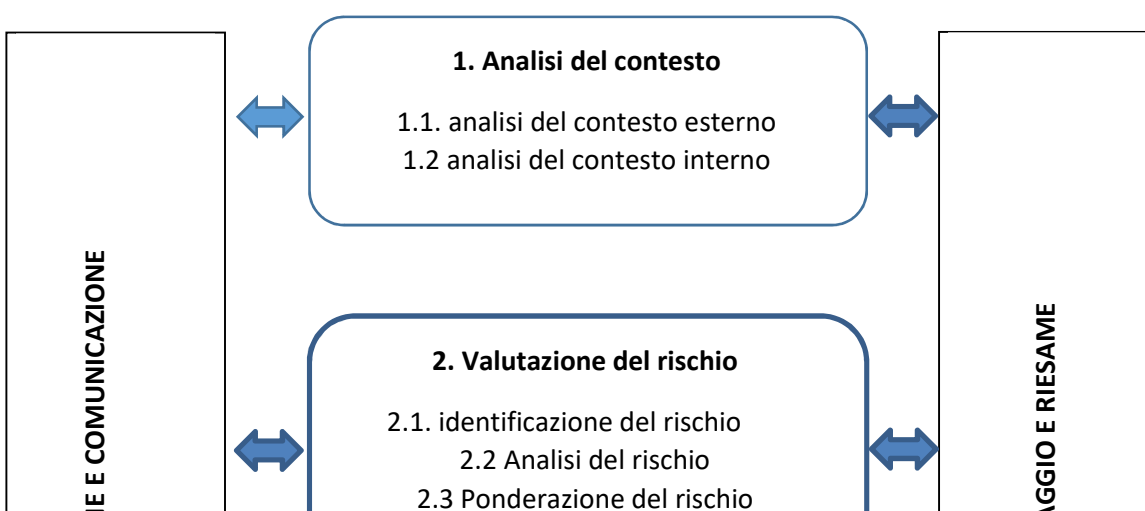 1. Analisi del contesto
1.1. analisi del contesto esterno
1.2 analisi del contesto interno
2. Valutazione del rischio
2.1. identificazione del rischio
2.2 Analisi del rischio
2.3 Ponderazione del rischio
E COMUNICAZIONE
E RIESAME